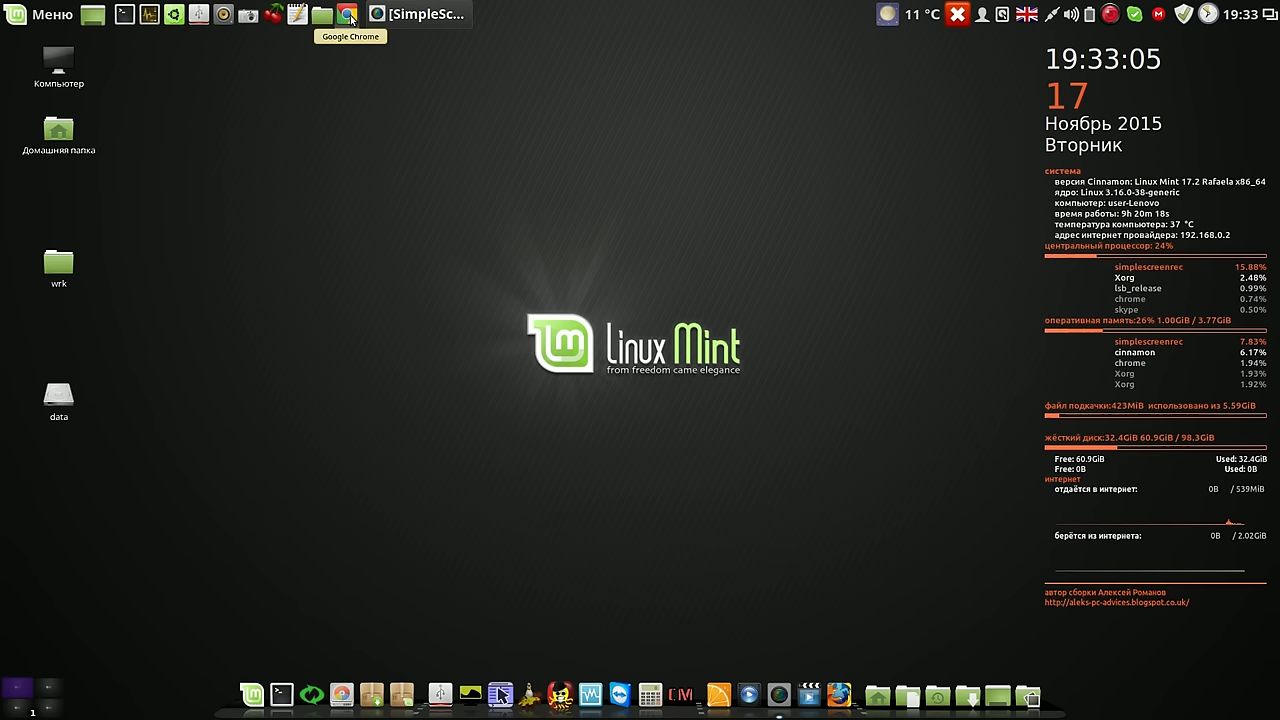 Меню
[SimpleSc...
11 °C
19:33
Google Chrome
Компьютер
Домашняя папка
wrk
data
Linux Mint
from freedom came elegance
19:33:05
17
Ноябрь 2015
Вторник
система
версия Cinnamon: Linux Mint 17.2 Rafaela x86_64
ядро: Linux 3.16.0-38-generic
компьютер: user-Lenovo
время работы: 9h 20m 18s
температура компьютера: 37 °C
адрес интернет провайдера: 192.168.0.2
центральный процессор: 24%
simplescreenrec 15.88%
Xorg 2.48%
lsb_release 0.99%
chrome 0.74%
skype 0.50%
оперативная память:26% 1.00GiB / 3.77GiB
simplescreenrec 7.83%
cinnamon 6.17%
chrome 1.94%
Xorg 1.93%
Xorg 1.92%
файл подкачки:423MiB использовано из 5.59GiB
жёсткий диск:32.4GiB 60.9GiB / 98.3GiB
Free: 60.9GiB Used: 32.4GiB
Free: 0B Used: 0B
интернет
отдаётся в интернет: 0B / 539MiB
берётся из интернета: 0B / 2.02GiB
автор сборки Алексей Романов
http://aleks-pc-advices.blogspot.co.uk/
1